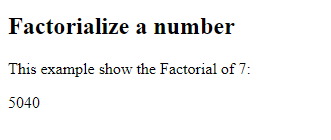 Factorialize a number
This example show the Factorial of 7:
5040